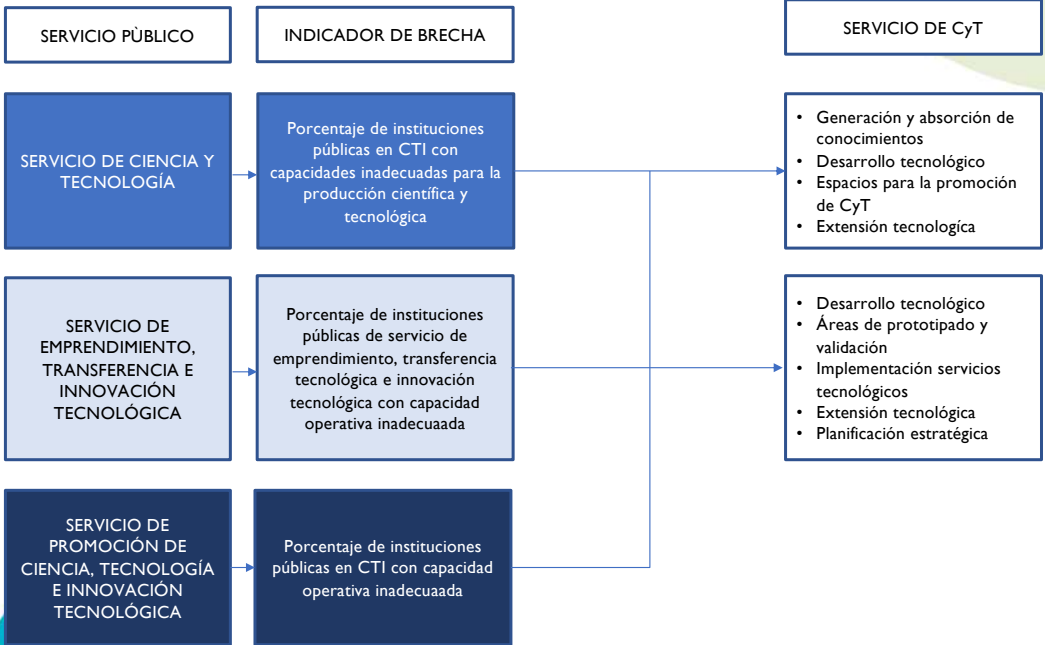 SERVICIO PÙBLICO
INDICADOR DE BRECHA
SERVICIO DE CyT
SERVICIO DE CIENCIA Y
TECNOLOGÍA
Porcentaje de instituciones
públicas en CTI con
capacidades inadecuadas para la
producción científica y
tecnológica
• Generación y absorción de
conocimientos
• Desarrollo tecnológico
• Espacios para la promoción
de CyT
• Extensión tecnologíca
SERVICIO DE
EMPRENDIMIENTO,
TRANSFERENCIA E
INNOVACIÓN
TECNOLÓGICA
Porcentaje de instituciones
públicas de servicio de
emprendimiento, transferencia
tecnológica e innovación
tecnológica con capacidad
operativa inadecuaada
• Desarrollo tecnológico
• Áreas de prototipado y
validación
• Implementación servicios
tecnológicos
• Extensión tecnológica
• Planificación estratégica
SERVICIO DE
PROMOCIÓN DE
CIENCIA, TECNOLOGÍA
E INNOVACIÓN
TECNOLÓGICA
Porcentaje de instituciones
públicas en CTI con capacidad
operativa inadecuaada